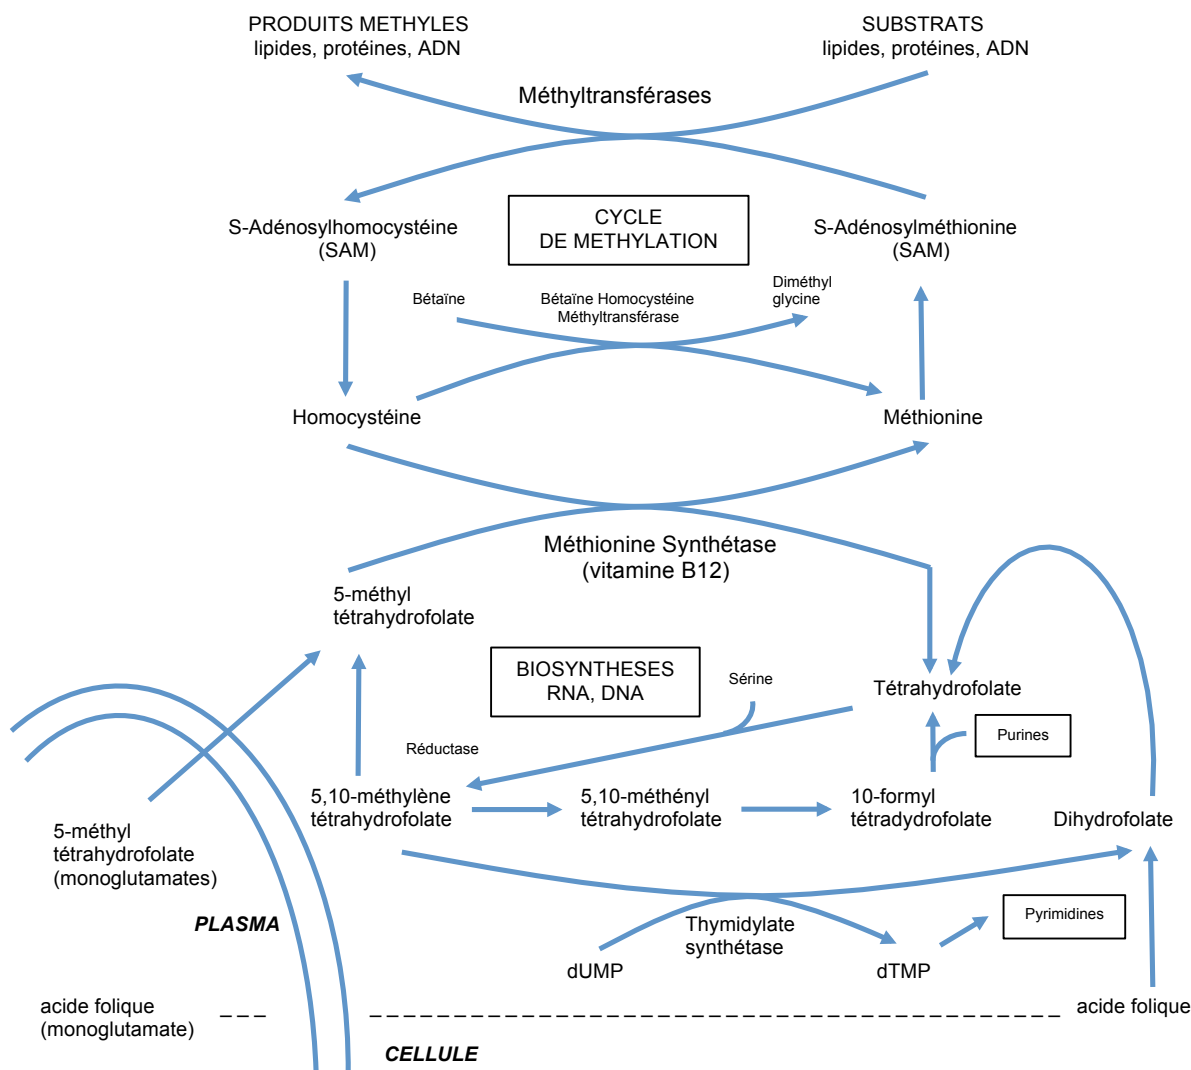 PRODUITS METHYLES
lipides, protéines, ADN
SUBSTRATS
lipides, protéines, ADN
Méthyltransférases
S-Adénosylhomocystéine
(SAM)
CYCLE
DE METHYLATION
S-Adénosylméthionine
(SAM)
Bétaïne
Bétaïne Homocystéine
Méthyltransférase
Diméthyl
glycine
Homocystéine
Méthionine
Méthionine Synthétase
(vitamine B12)
5-méthyl
tétrahydrofolate
BIOSYNTHESES
RNA, DNA
Sérine
Tétrahydrofolate
Réductase
Purines
5,10-méthylène
tétrahydrofolate
5,10-méthényl
tétrahydrofolate
10-formyl
tétradydrofolate
Dihydrofolate
5-méthyl
tétrahydrofolate
(monoglutamates)
PLASMA
Thymidylate
synthétase
Pyrimidines
dUMP
dTMP
acide folique
(monoglutamate)
acide folique
CELLULE